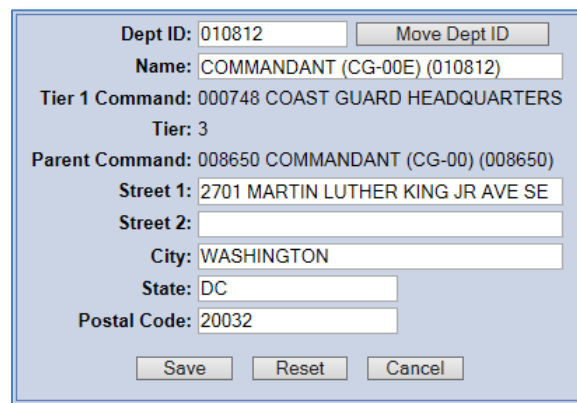 Dept ID: 010812 Move Dept ID
Name: COMMANDANT (CG-00E) (010812)
Tier 1 Command: 000748 COAST GUARD HEADQUARTERS
Tier: 3
Parent Command: 008650 COMMANDANT (CG-00) (008650)
Street 1: 2701 MARTIN LUTHER KING JR AVE SE
Street 2:
City: WASHINGTON
State: DC
Postal Code: 20032
Save Reset Cancel